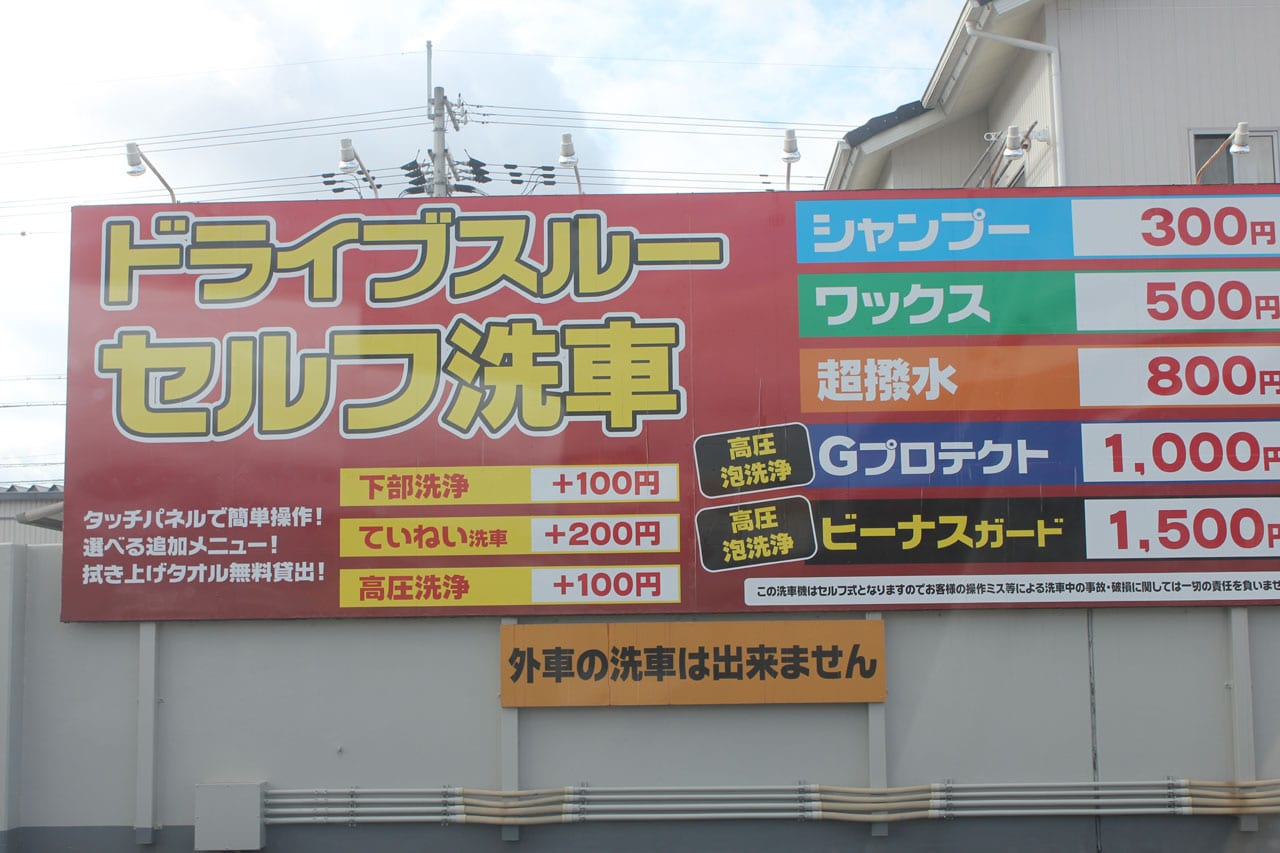 ドライブスルー
セルフ洗車
タッチパネルで簡単操作!
選べる追加メニュー!
拭き上げタオル無料貸出!
下部洗浄 +100円
ていねい洗車 +200円
高圧洗浄 +100円
シャンプー 300円
ワックス 500円
超撥水 800円
高圧
泡洗浄
Gプロテクト 1,000円
高圧
泡洗浄
ビーナスガード 1,500
この洗車機はセルフ式となりますのでお客様の操作ミス等による洗車中の事故・破損に関しては一切の責任を負いませ
外車の洗車は出来ません